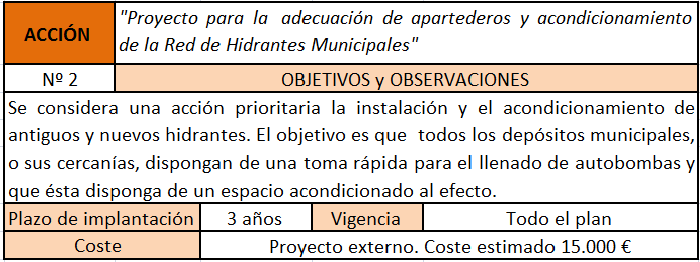 ACCIÓN
"Proyecto para la adecuación de apartederos y acondicionamiento
de la Red de Hidrantes Municipales"
Nº 2 OBJETIVOS y OBSERVACIONES
Se considera una acción prioritaria la instalación y el acondicionamiento de
antiguos y nuevos hidrantes. El objetivo es que todos los depósitos municipales,
o sus cercanías, dispongan de una toma rápida para el llenado de autobombas y
que ésta disponga de un espacio acondicionado al efecto.
Plazo de implantación 3 años Vigencia Todo el plan
Coste Proyecto externo. Coste estimado 15.000 €